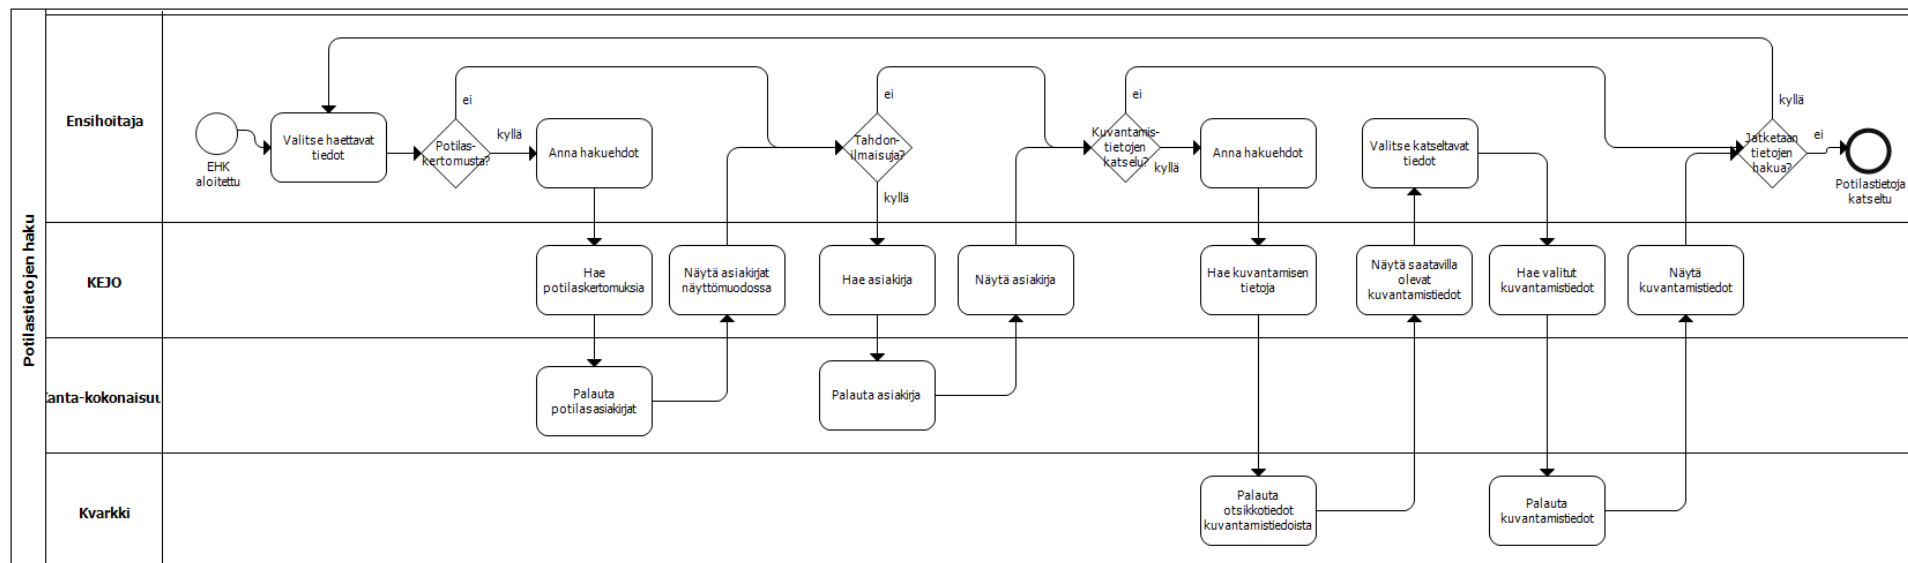 Potilastietojen haku
Ensihoitaja
EHK
aloitettu
Valitse haettavat
tiedot
Potilas-
kertomusta?
ei
kyllä
Anna hakuehdot
Tahdon-
ilmaisuja?
ei
kyllä
Kuvantamis-
tietojen
katselu?
ei
kyllä
Anna hakuehdot
Valitse katseltavat
tiedot
Jatketaan
tietojen
hakua?
kyllä
ei
Potilastietoja
katseltu
KEJO
Hae
potilaskertomuksia
Näytä asiakirjat
näyttömuodossa
Hae asiakirja
Näytä asiakirja
Hae kuvantamisen
tietoja
Näytä saatavilla
olevat
kuvantamistiedot
Hae valitut
kuvantamistiedot
Näytä
kuvantamistiedot
Kanta-kokonaisuu
Palauta
potilasasiakirjat
Palauta asiakirja
Kvarkki
Palauta
otsikkotiedot
kuvantamistiedoista
Palauta
kuvantamistiedot